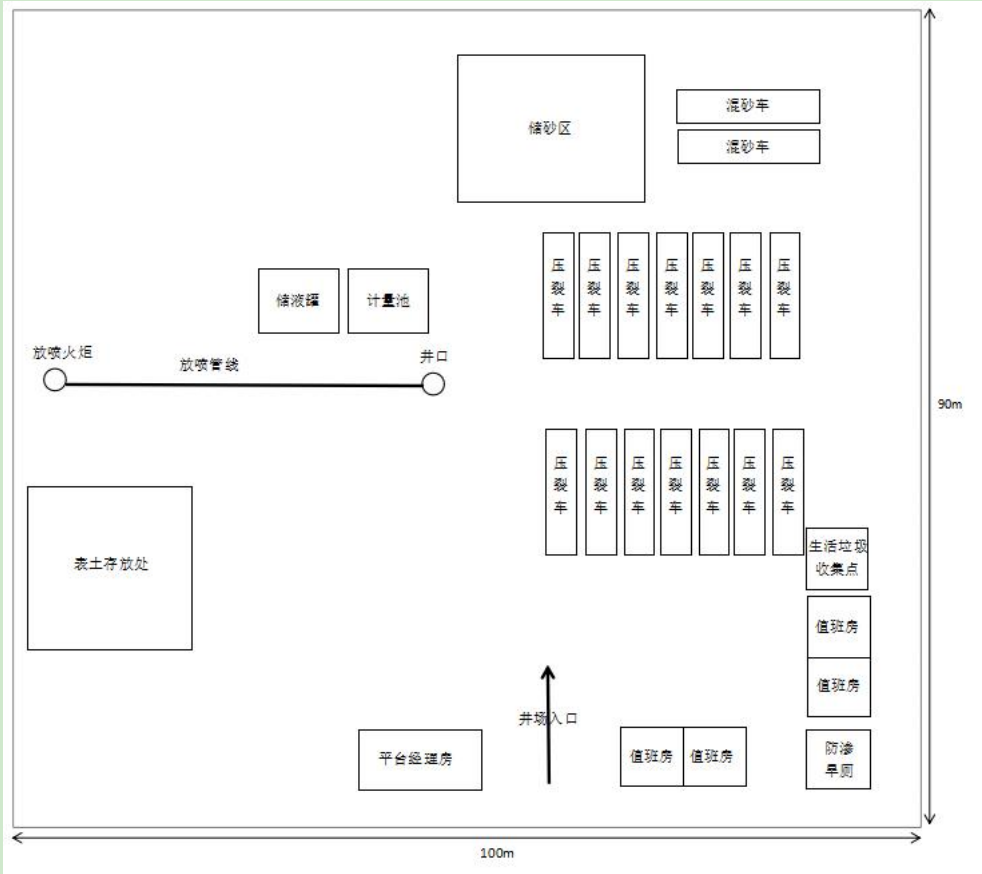 储砂区
混砂车
混砂车
压裂车
压裂车
压裂车
压裂车
压裂车
压裂车
压裂车
储液罐
计量池
放喷火炬
放喷管线
井口
90m
压裂车
压裂车
压裂车
压裂车
压裂车
压裂车
压裂车
表土存放处
生活垃圾
收集点
值班房
值班房
井场入口
平台经理房
值班房
值班房
防渗
旱厕
100m